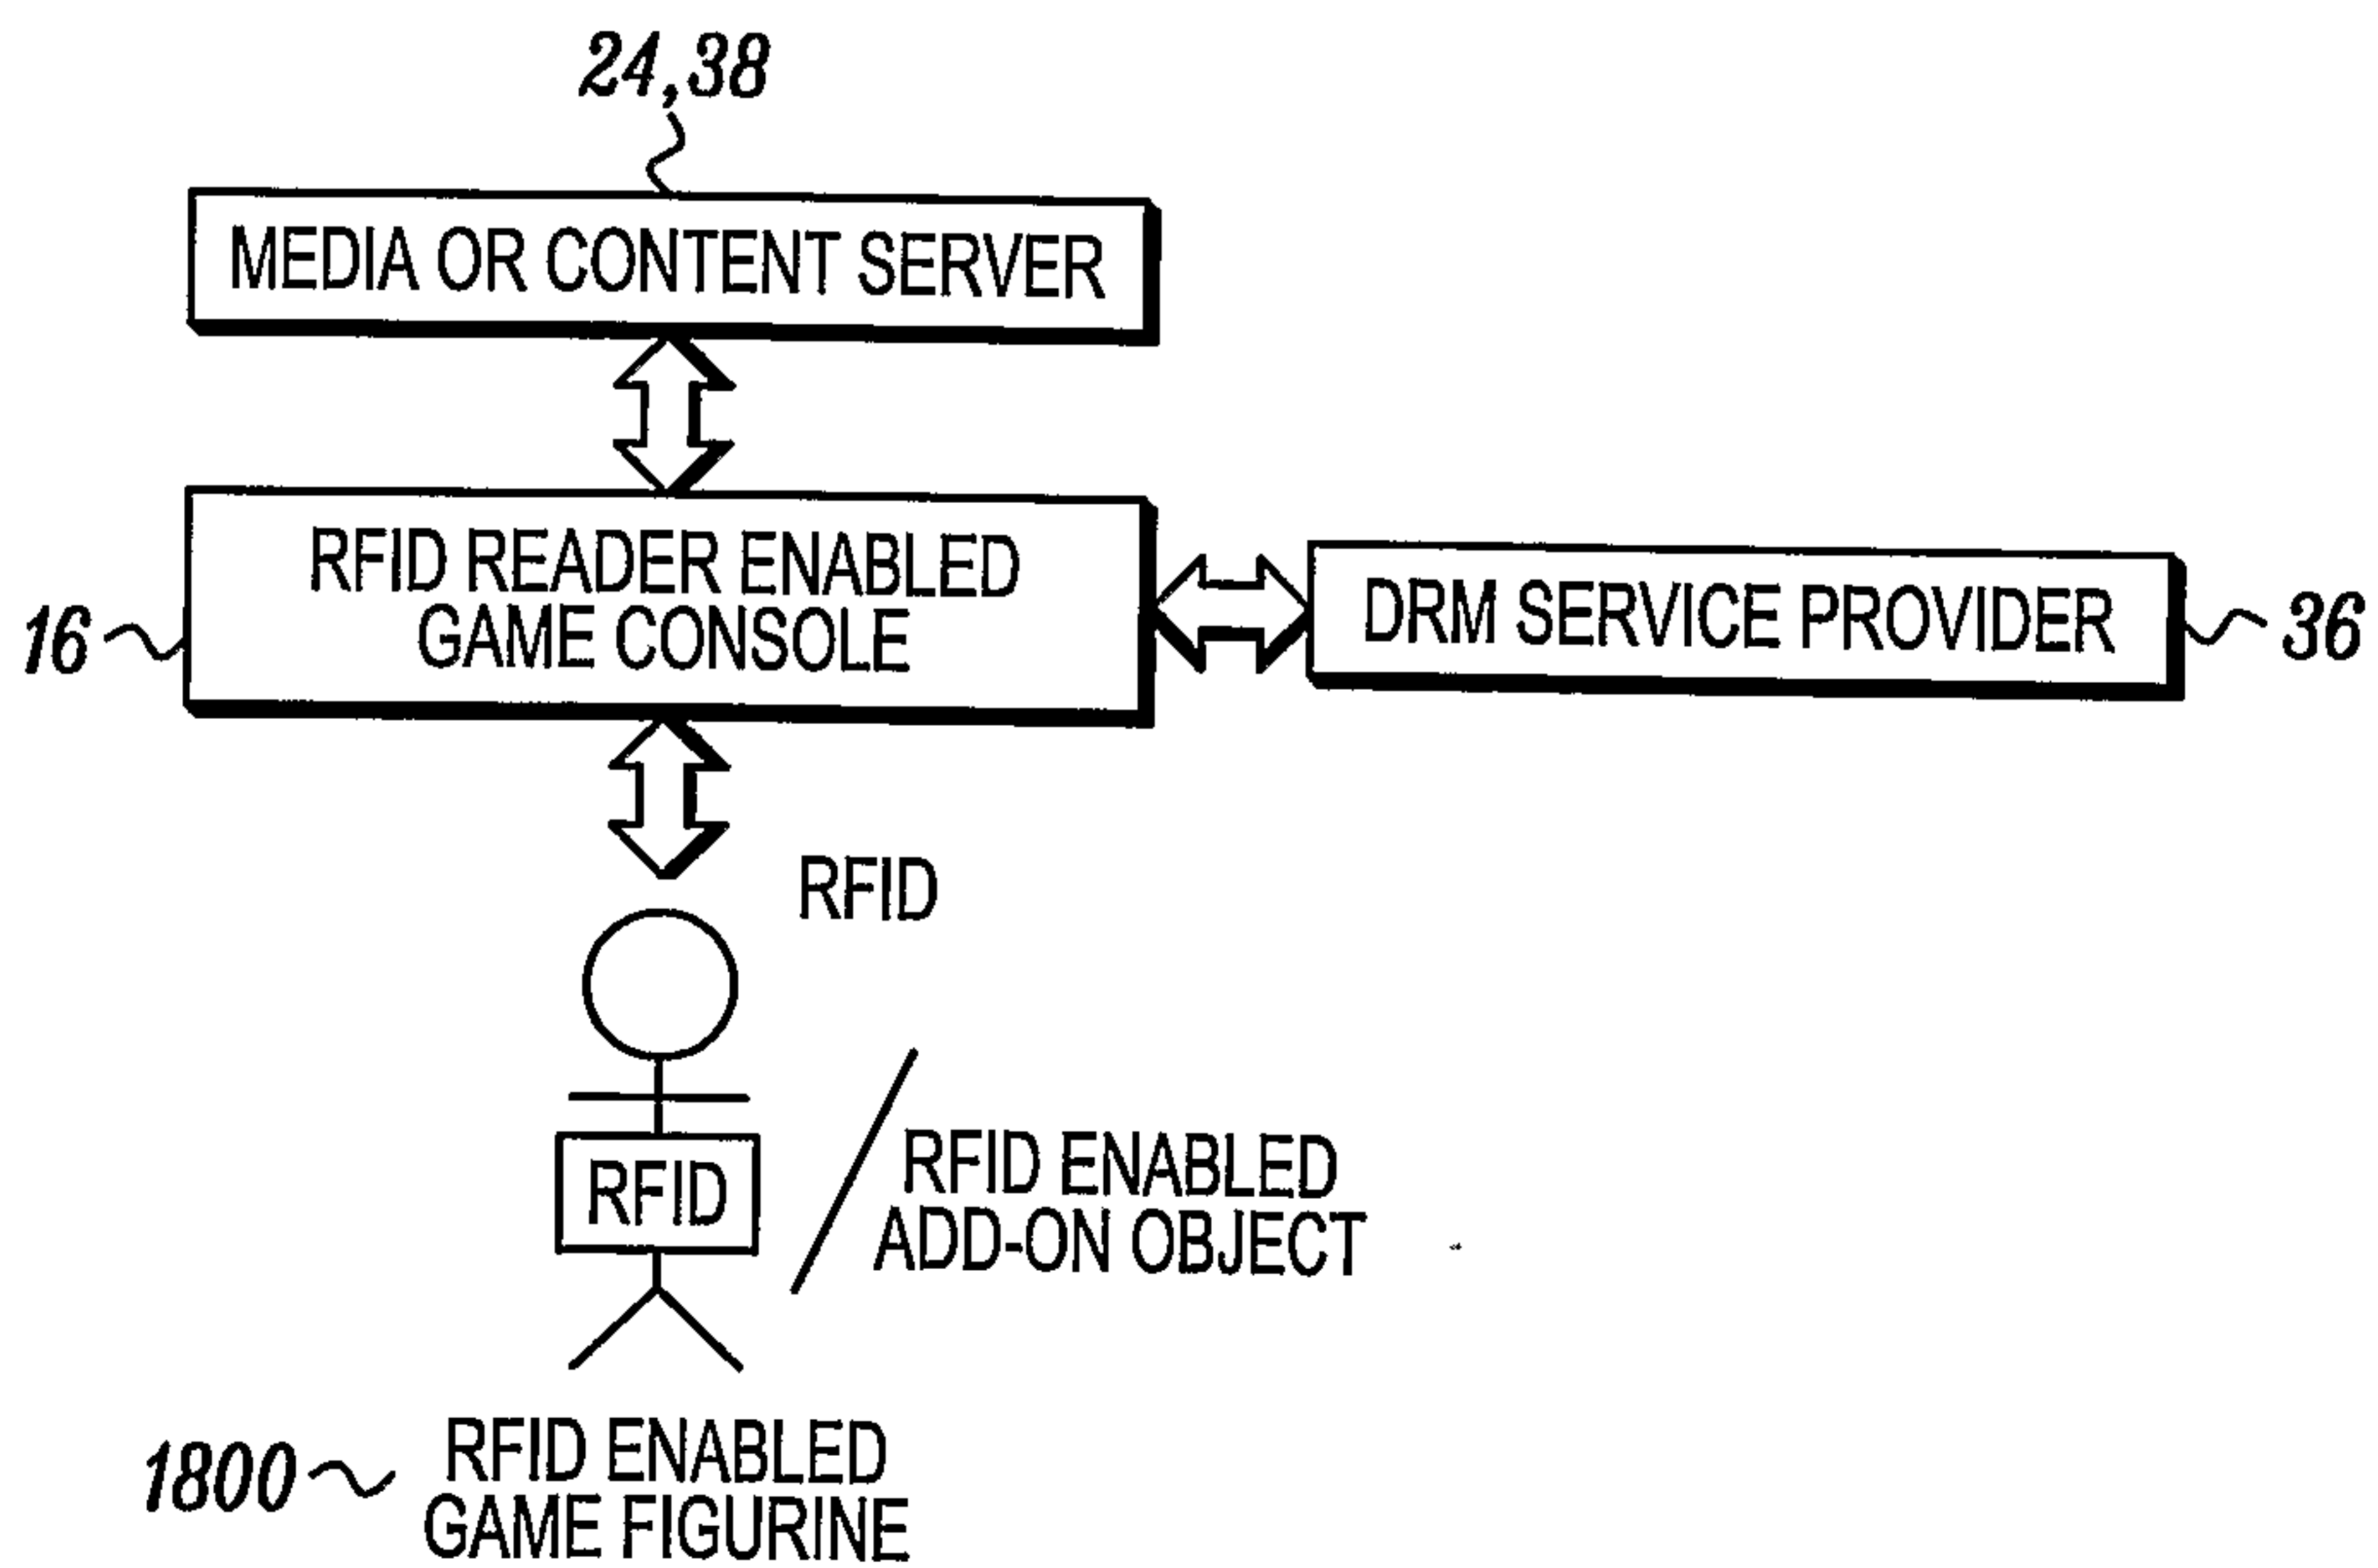 24,38
MEDIA OR CONTENT SERVER
RFID READER ENABLED
GAME CONSOLE
16
DRM SERVICE PROVIDER
36
RFID
RFID
RFID ENABLED
ADD-ON OBJECT
1800
RFID ENABLED
GAME FIGURINE